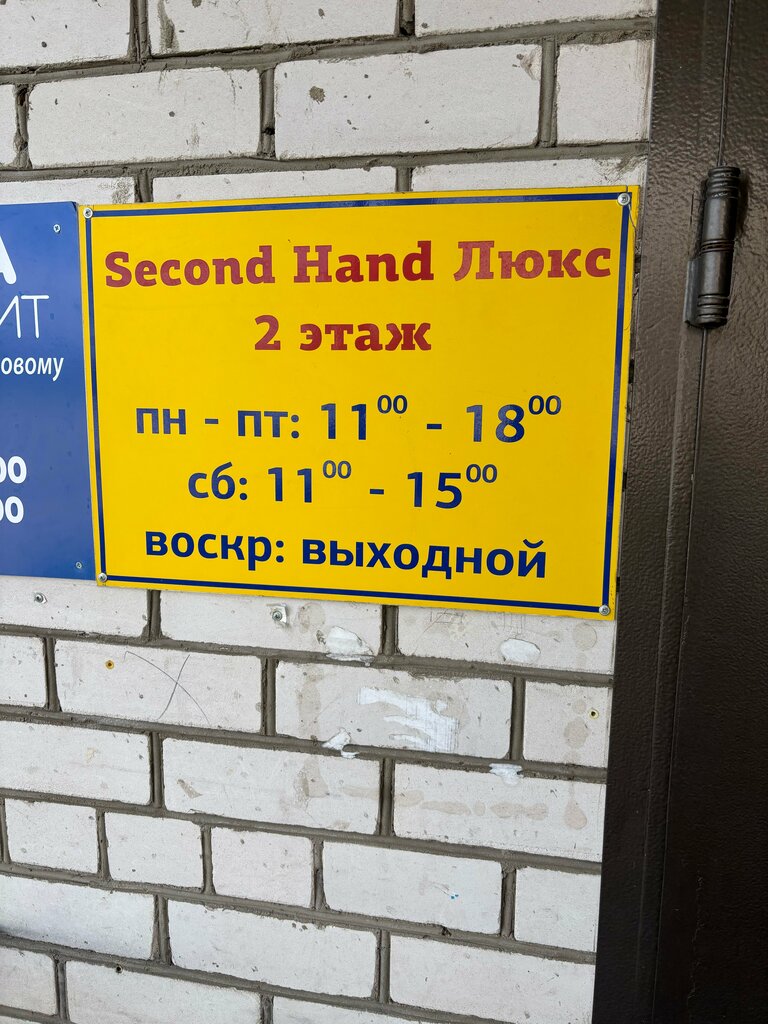 Second Hand Люкс
2 этаж
пн - пт: 11⁰⁰ - 18⁰⁰
сб: 11⁰⁰ - 15⁰⁰
воскр: выходной